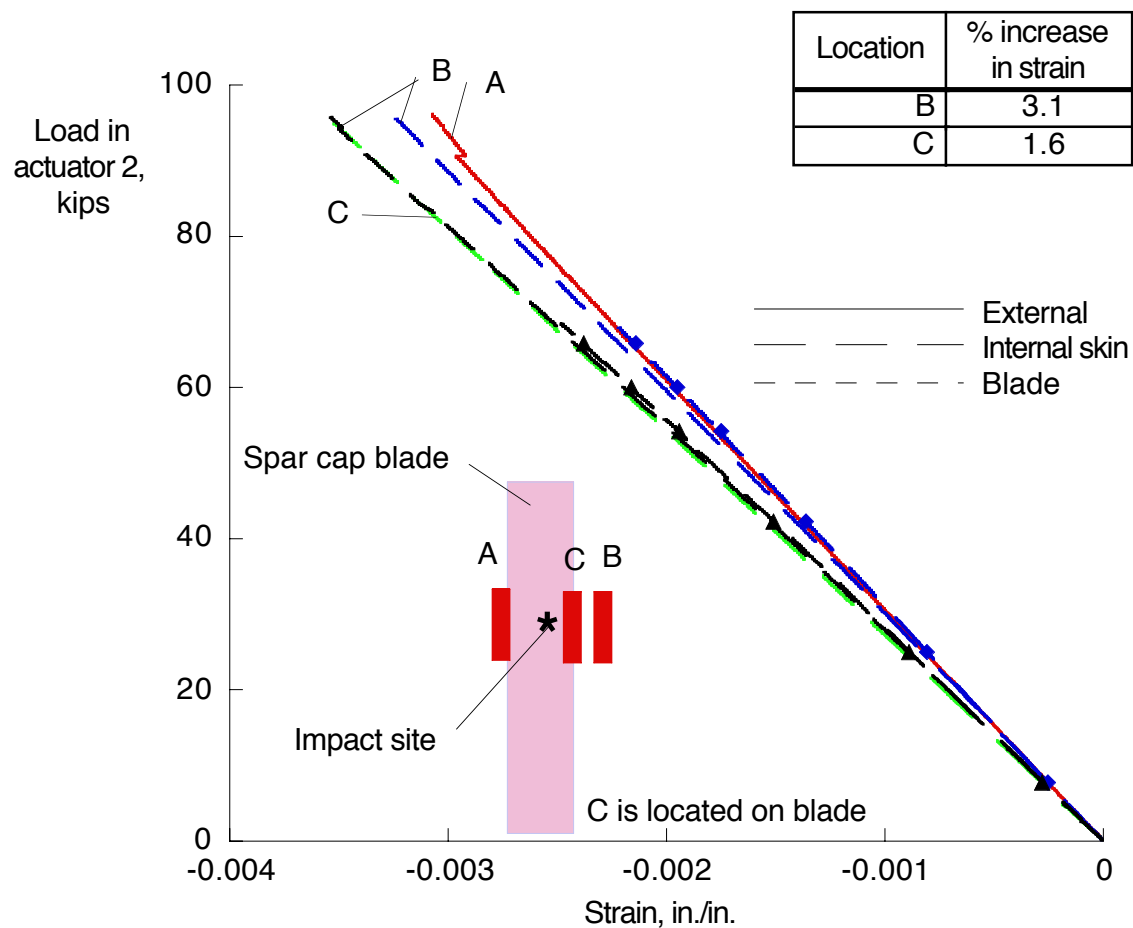 Location
% increase
in strain
B
3.1
C
1.6
B
A
100
Load in
actuator 2,
kips
C
80
External
Internal skin
Blade
60
Spar cap blade
40
A
C
B
*
20
Impact site
C is located on blade
0
-0.004
-0.003
-0.002
-0.001
0
Strain, in./in.